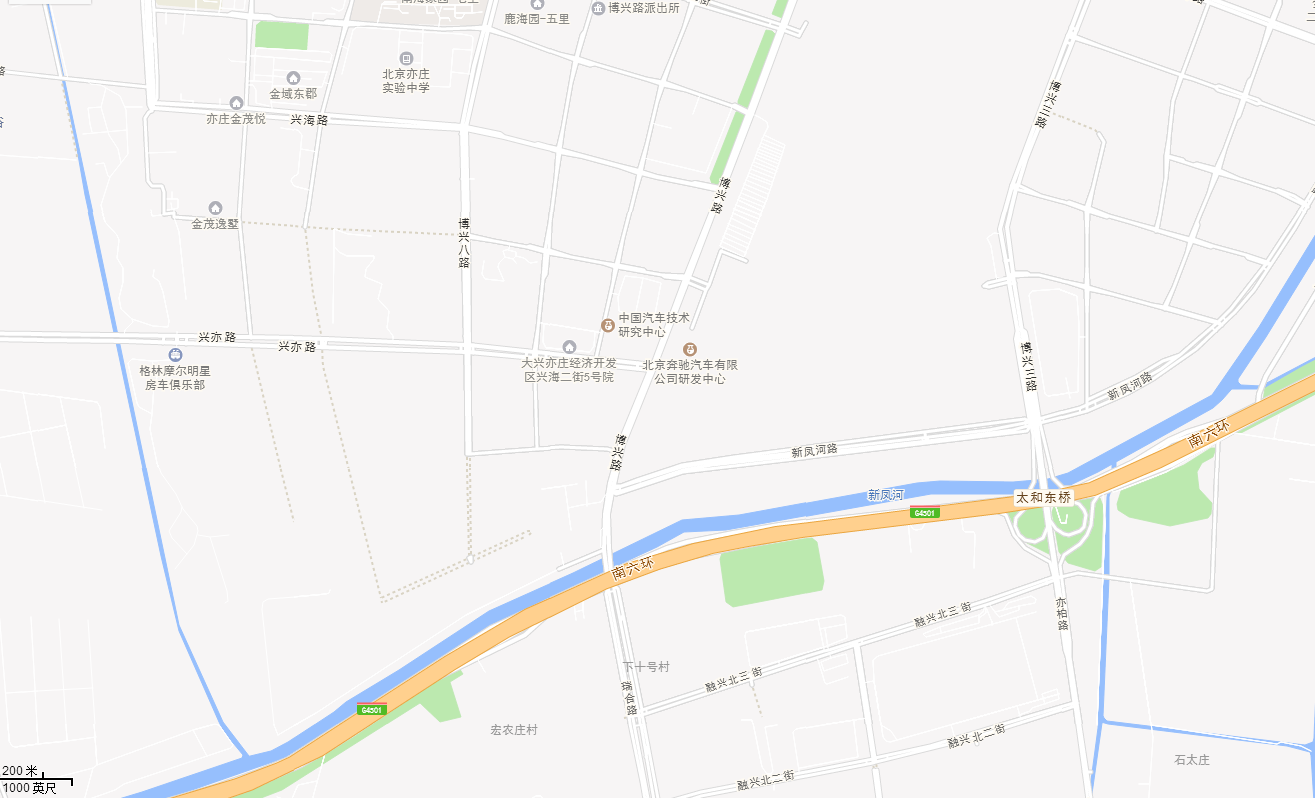 鹿海园-五里
博兴路派出所
北京亦庄
实验中学
金域东郡
亦庄金茂悦
兴海路
博兴三路
博兴路
金茂逸墅
博兴八路
中国汽车技术
研究中心
兴亦路
兴亦路
大兴亦庄经济开发
区兴海二街5号院
北京奔驰汽车有限
公司研发中心
格林摩尔明星
房车俱乐部
博兴三路
新凤河路
南六环
博兴路
新凤河路
新凤河
太和东桥
G4501
南六环
亦柏路
融兴北三街
下十号村
融兴北三街
G4501
宏农庄村
融兴北二街
石太庄
200 米
1000 英尺
融兴北二街